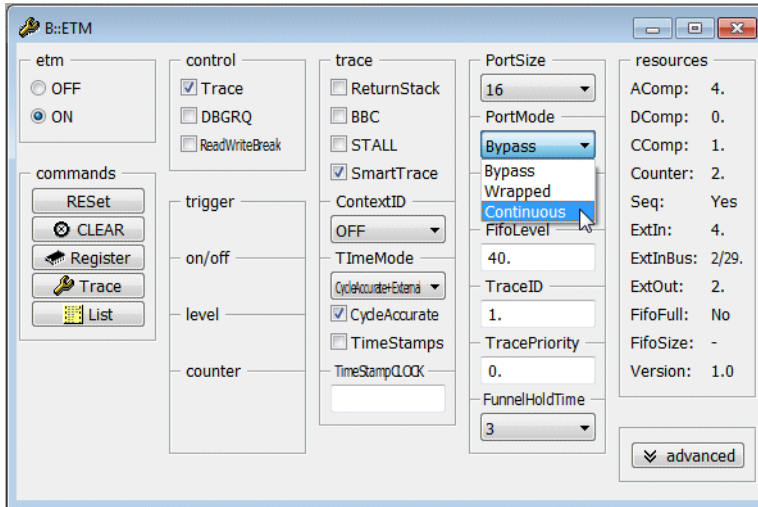 B::ETM
etm
OFF
ON
commands
RESet
CLEAR
Register
Trace
List
control
Trace
DBGRQ
ReadWriteBreak
trigger
on/off
level
counter
trace
ReturnStack
BBC
STALL
SmartTrace
ContextID
OFF
TImeMode
CycleAccurate+External
CycleAccurate
TimeStamps
TimeStampCLOCK
PortSize
16
PortMode
Bypass
Bypass
Wrapped
Continuous
FifoLevel
40.
TraceID
1.
TracePriority
0.
FunnelHoldTime
3
resources
AComp: 4.
DComp: 0.
CComp: 1.
Counter: 2.
Seq: Yes
ExtIn: 4.
ExtInBus: 2/29.
ExtOut: 2.
FifoFull: No
FifoSize: -
Version: 1.0
advanced